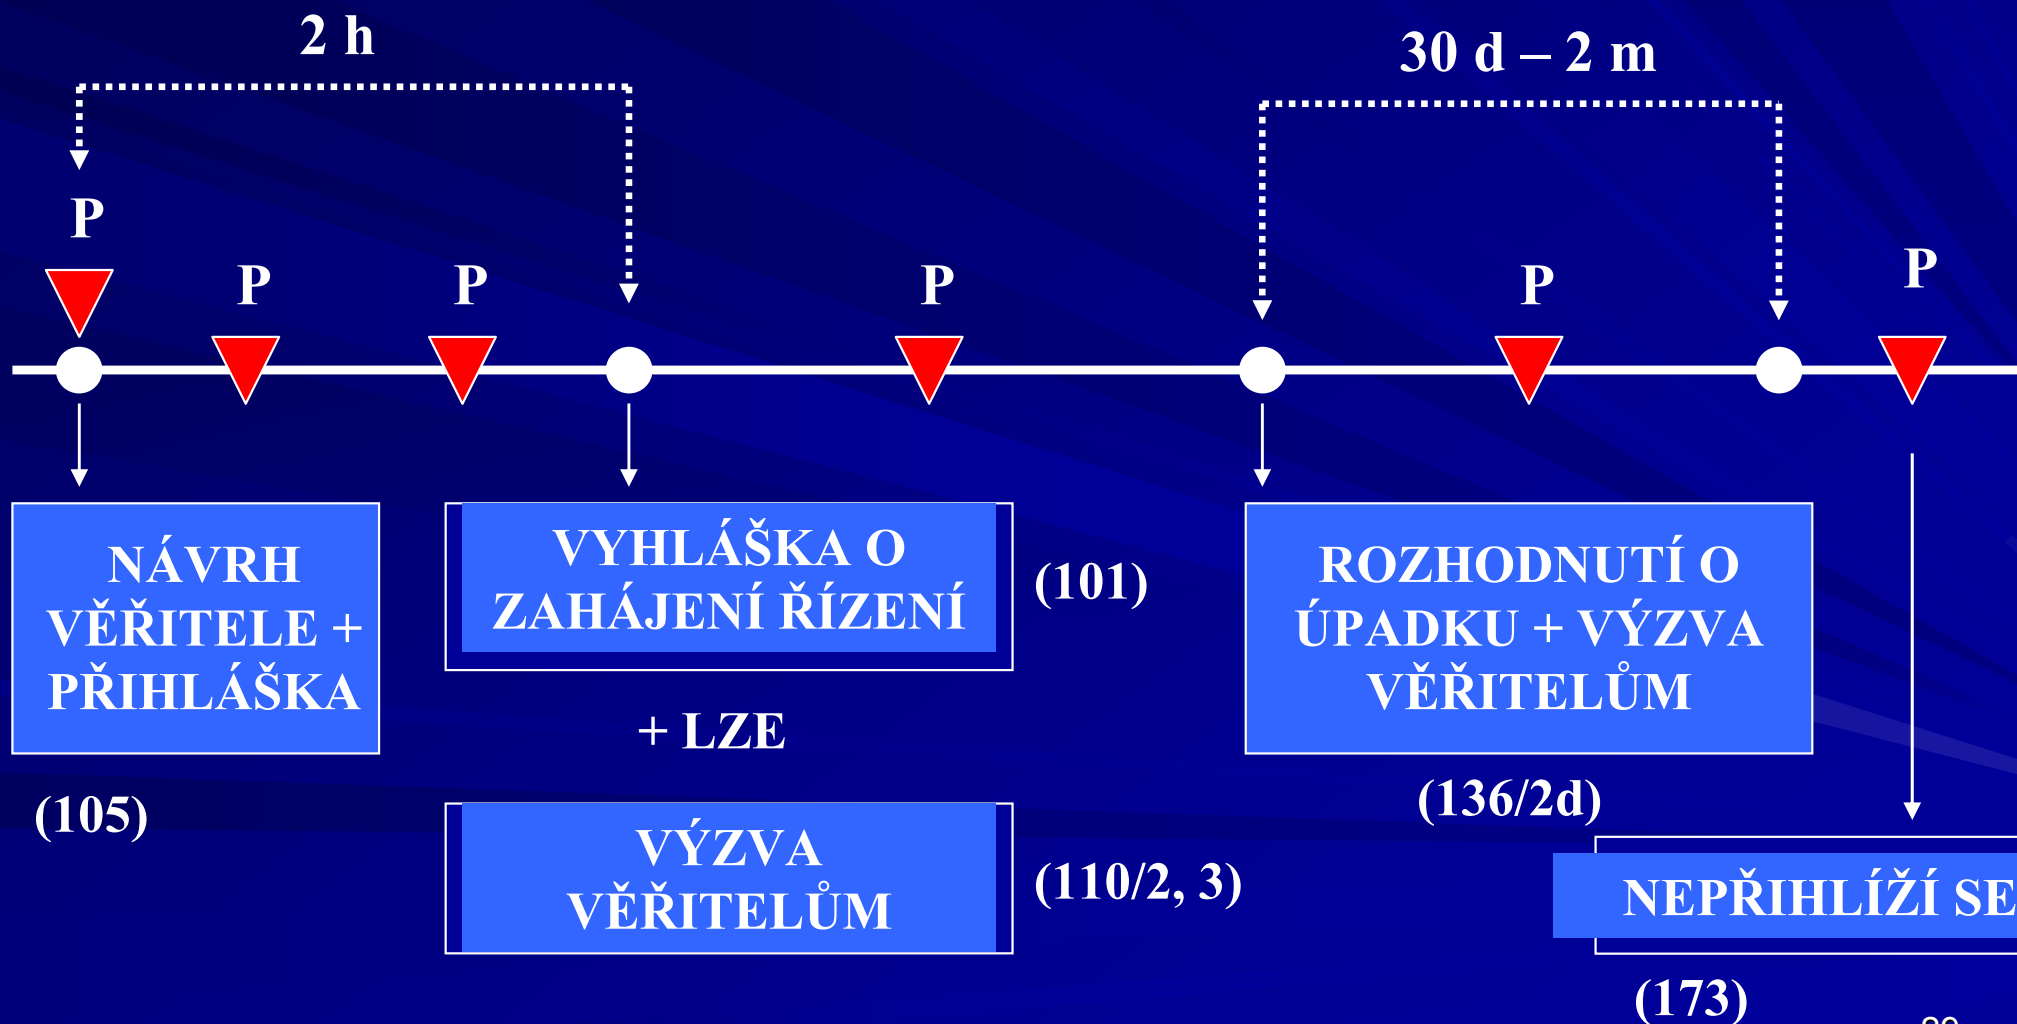 2 h
30 d – 2 m
P
P
P
P
P
P
NÁVRH
VĚŘITELE +
PŘIHLÁŠKA
(105)
VYHLÁŠKA O
ZAHÁJENÍ ŘÍZENÍ
(101)
+ LZE
VÝZVA
VĚŘITELŮM
(110/2, 3)
ROZHODNUTÍ O
ÚPADKU + VÝZVA
VĚŘITELŮM
(136/2d)
NEPŘIHLÍŽÍ SE
(173)